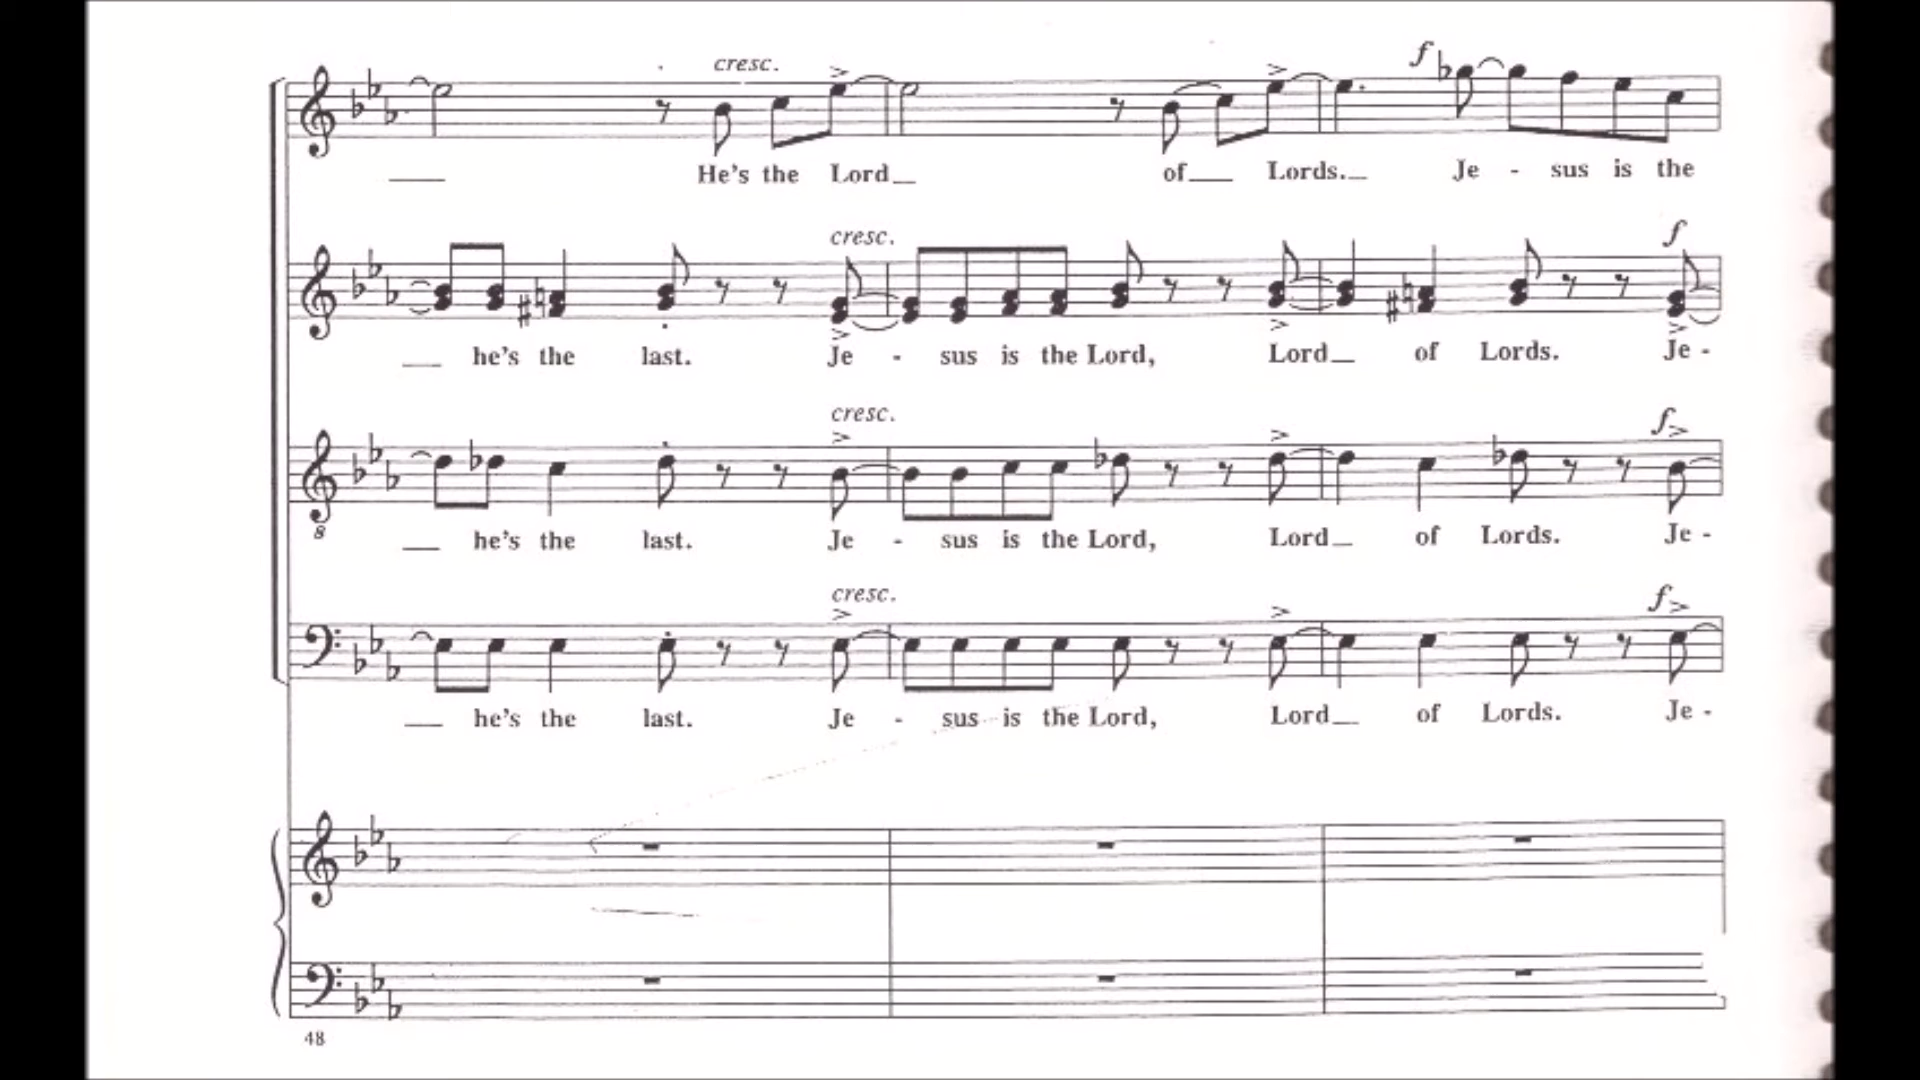 cresc. f
He's the Lord of Lords. Je - sus is the
cresc. f
he's the last. Je - sus is the Lord, Lord of Lords. Je -
cresc. f
8
he's the last. Je - sus is the Lord, Lord of Lords. Je -
cresc. f
he's the last. Je - sus is the Lord, Lord of Lords. Je -
48